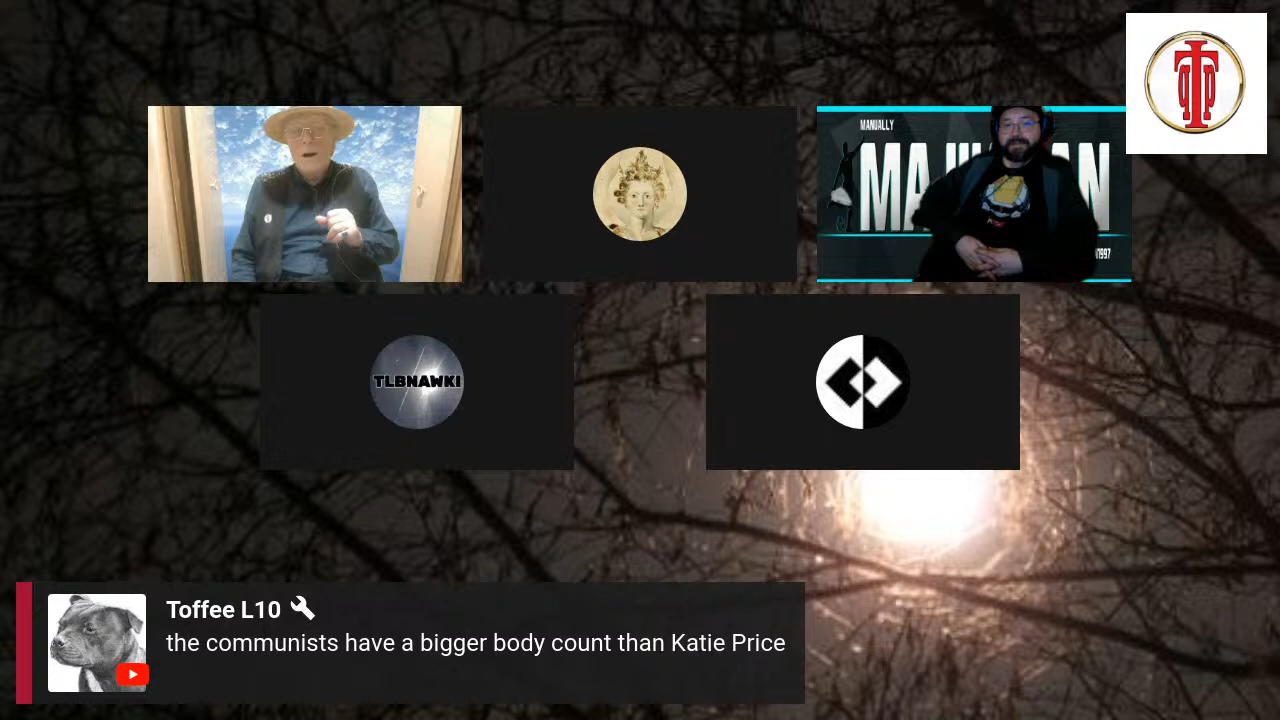 MANUALLY
TLBNAWKI
Toffee L10
the communists have a bigger body count than Katie Price